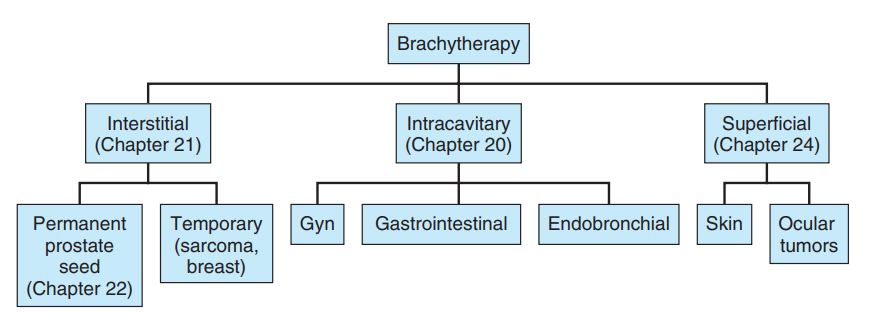 Brachytherapy
Interstitial
(Chapter 21)
Intracavitary
(Chapter 20)
Superficial
(Chapter 24)
Permanent
prostate
seed
(Chapter 22)
Temporary
(sarcoma,
breast)
Gyn
Gastrointestinal
Endobronchial
Skin
Ocular
tumors